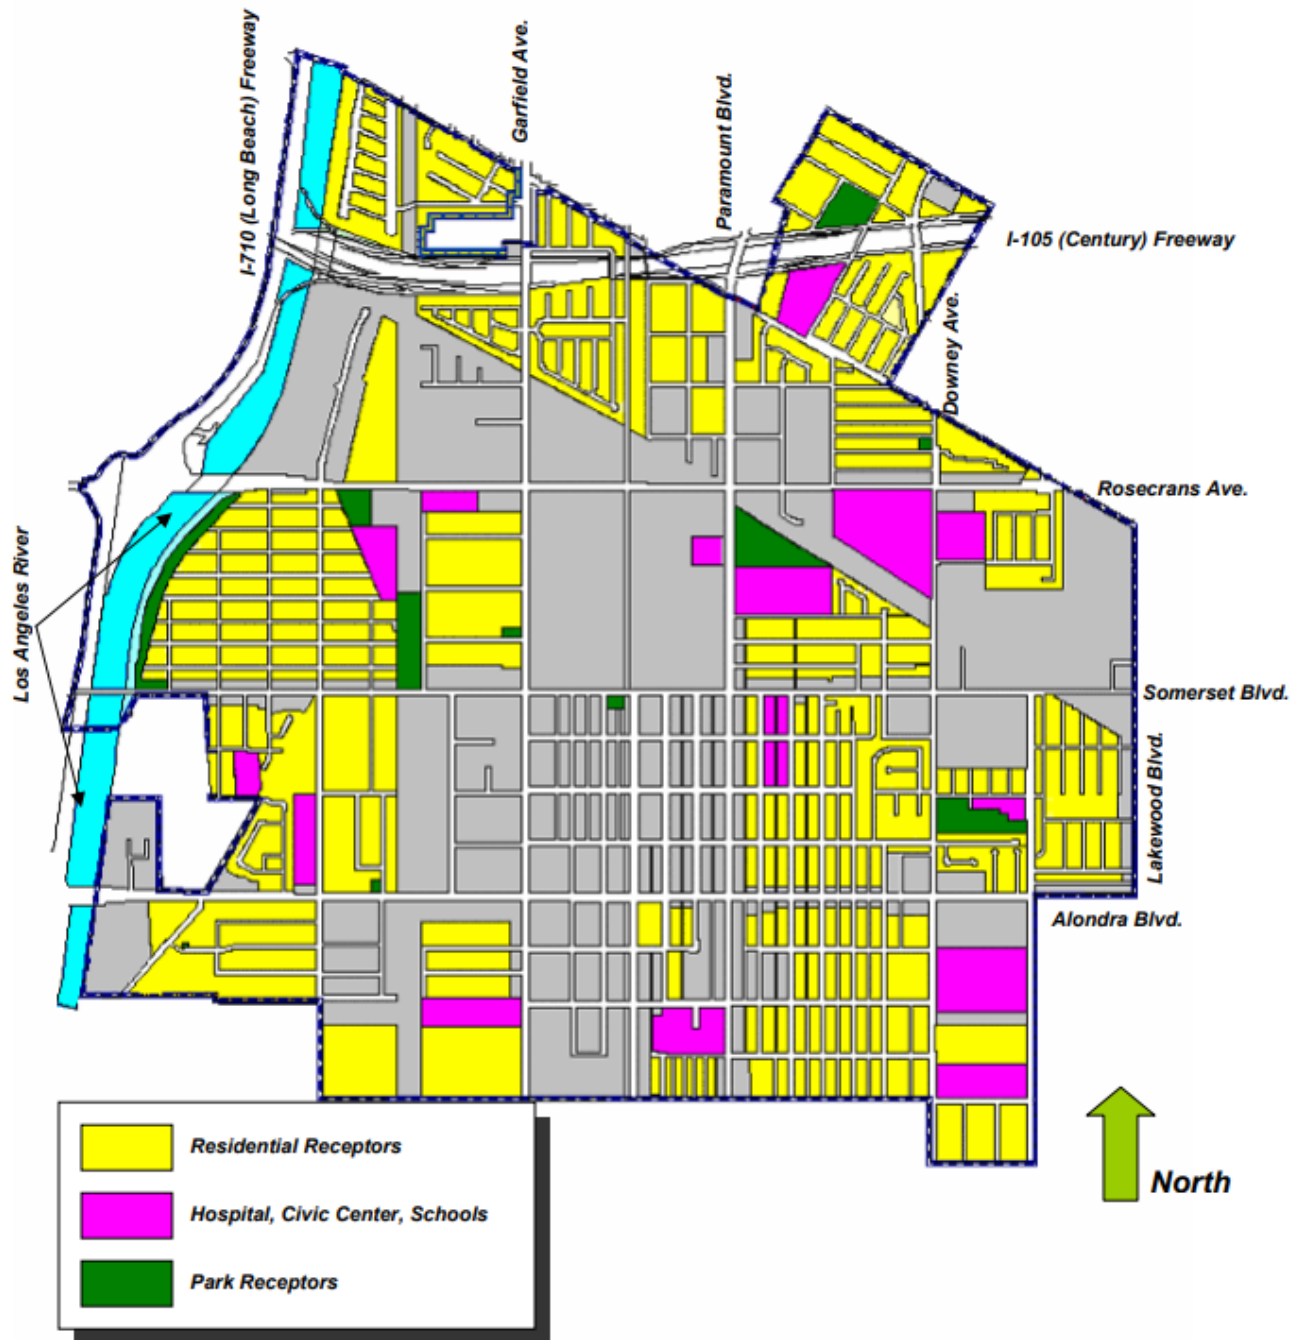 I-710 (Long Beach) Freeway
Garfield Ave.
Paramount Blvd.
I-105 (Century) Freeway
Downey Ave.
Rosecrans Ave.
Los Angeles River
Somerset Blvd.
Lakewood Blvd.
Alondra Blvd.
Residential Receptors
Hospital, Civic Center, Schools
Park Receptors
North